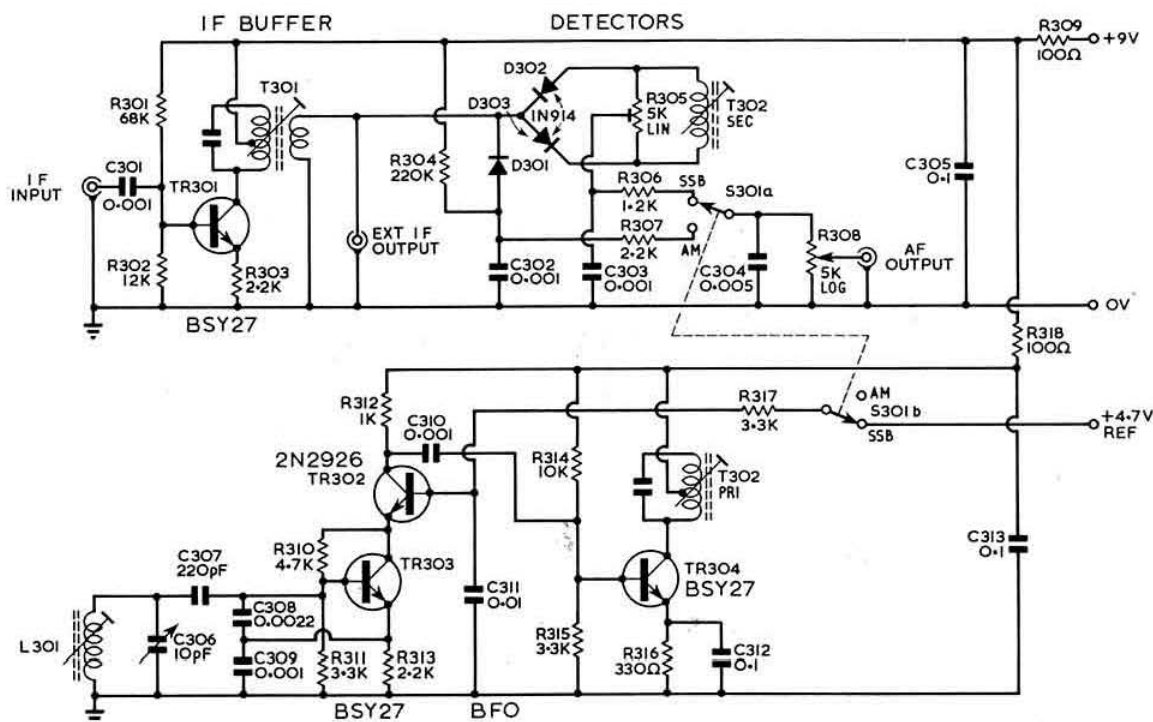 IF BUFFER
DETECTORS
R309
100Ω
+9V
R301
68K
T301
D302
D303
IN914
R305
5K
LIN
T302
SEC
IF
INPUT
C301
0.001
TR301
R304
220K
D301
C305
0.1
R306
1.2K
SSB
S301a
R307
2.2K
AM
EXT IF
OUTPUT
R302
12K
R303
2.2K
C302
0.001
C303
0.001
C304
0.005
R308
5K
LOG
AF
OUTPUT
BSY27
0V
R318
100Ω
R312
1K
C310
0.001
R317
3.3K
AM
S301b
SSB
+4.7V
REF
2N2926
TR302
R314
10K
T302
PRI
R310
4.7K
TR303
C307
220pF
C311
0.01
TR304
BSY27
C313
0.1
L301
C306
10pF
C308
0.0022
C309
0.001
R311
3.3K
R313
2.2K
R315
3.3K
R316
330Ω
C312
0.1
BSY27
BFO